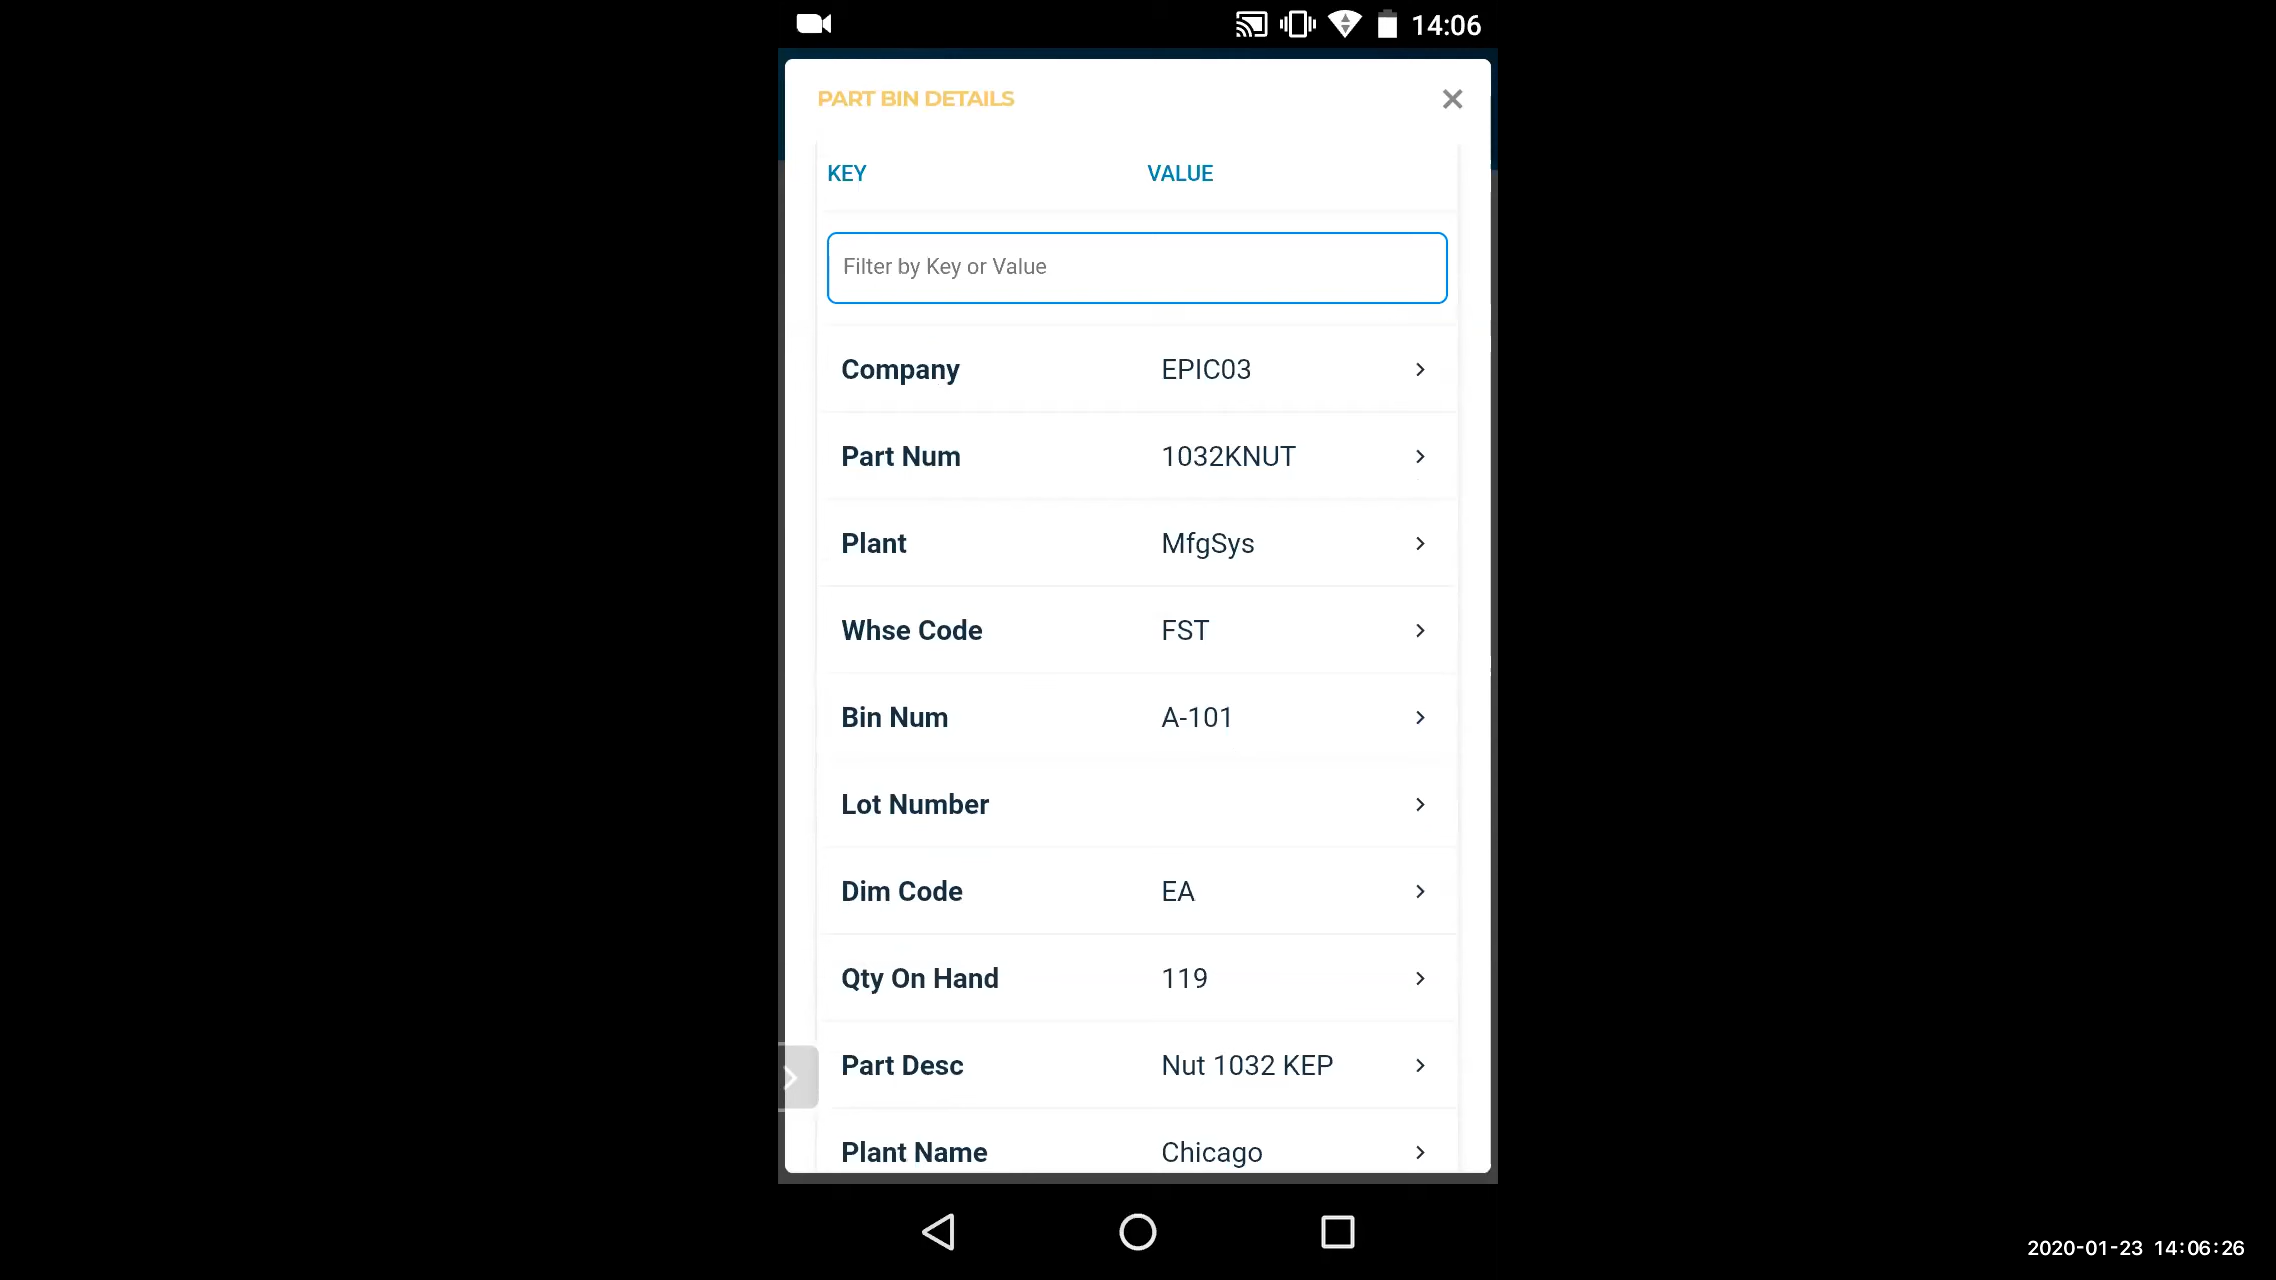 14:06
PART BIN DETAILS
KEY VALUE
Filter by Key or Value
Company EPIC03
Part Num 1032KNUT
Plant MfgSys
Whse Code FST
Bin Num A-101
Lot Number
Dim Code EA
Qty On Hand 119
Part Desc Nut 1032 KEP
Plant Name Chicago
2020-01-23 14:06:26